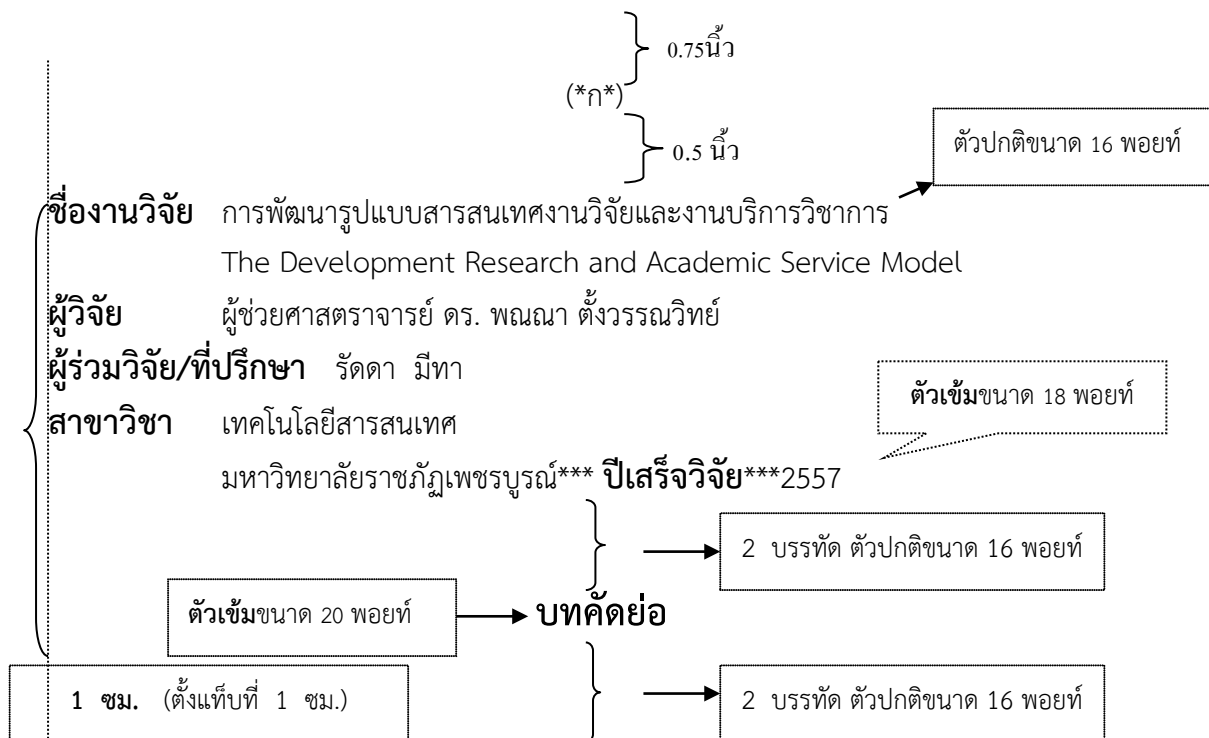 0.75นิ้ว
(*ก*)
0.5 นิ้ว
ตัวปกติขนาด 16 พอยท์
ชื่องานวิจัย การพัฒนารูปแบบสารสนเทศงานวิจัยและงานบริการวิชาการ
The Development Research and Academic Service Model
ผู้วิจัย ผู้ช่วยศาสตราจารย์ ดร. พณณา ตั้งวรรณวิทย์
ผู้ร่วมวิจัย/ที่ปรึกษา รัดดา มีทา
ตัวเข้มขนาด 18 พอยท์
สาขาวิชา เทคโนโลยีสารสนเทศ
มหาวิทยาลัยราชภัฏเพชรบูรณ์*** ปีเสร็จวิจัย***2557
2 บรรทัด ตัวปกติขนาด 16 พอยท์
ตัวเข้มขนาด 20 พอยท์
บทคัดย่อ
1 ซม. (ตั้งแท็บที่ 1 ซม.)
2 บรรทัด ตัวปกติขนาด 16 พอยท์